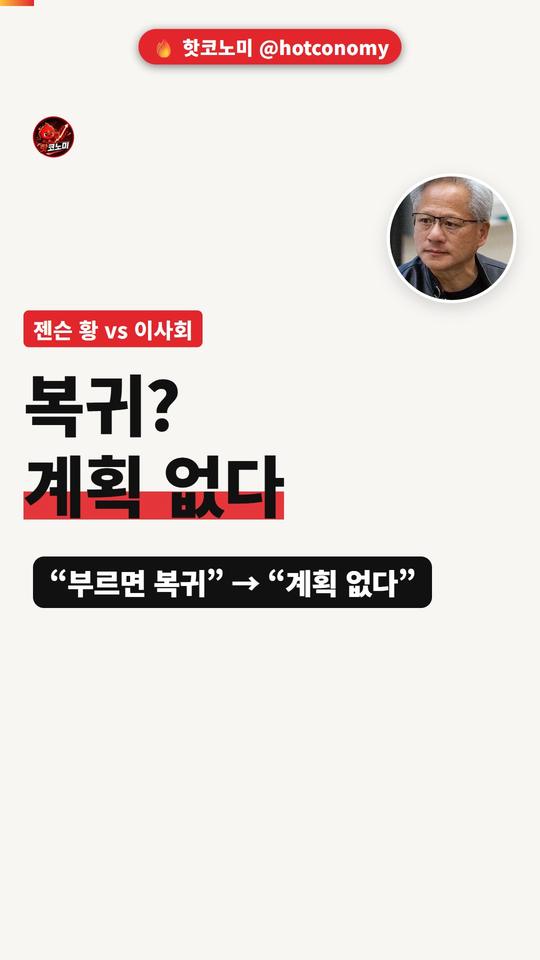 🔥 핫코노미 @hotconomy
핫코노미
젠슨 황 vs 이사회
복귀?
계획 없다
“부르면 복귀” → “계획 없다”